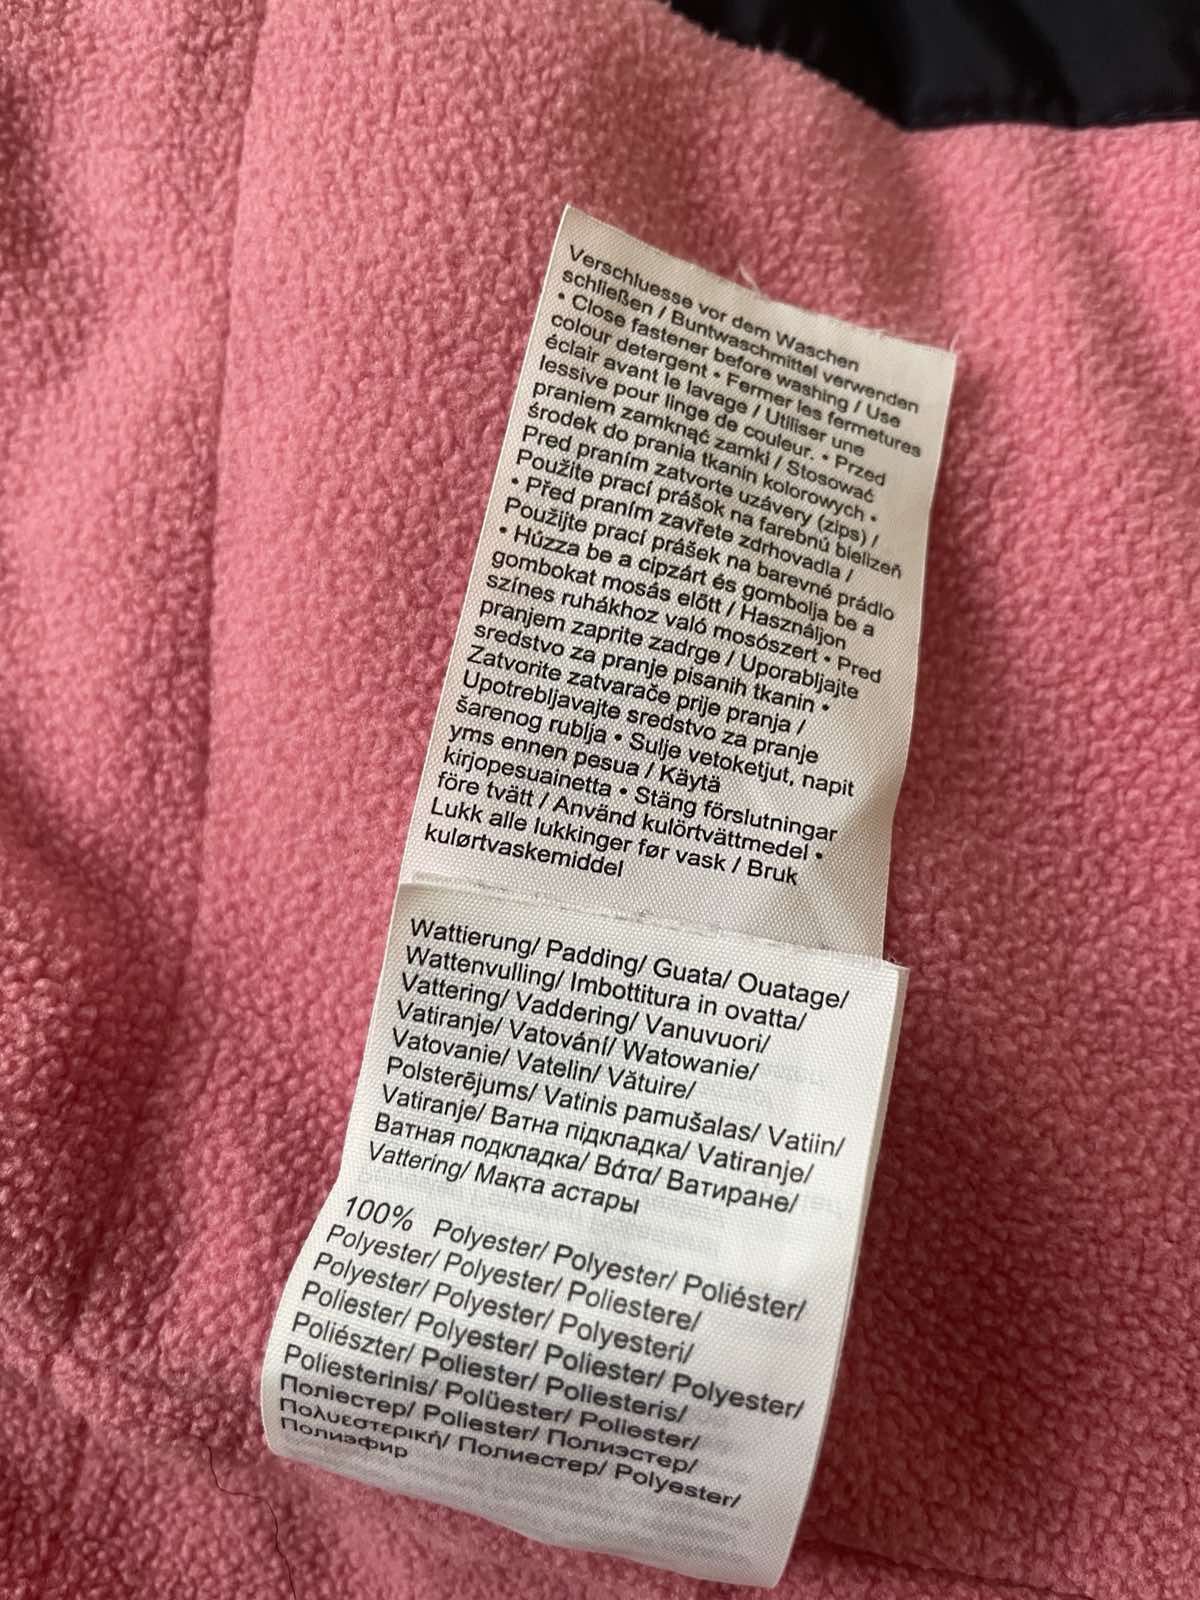 Verschluesse vor dem Waschen
schließen / Buntwaschmittel verwenden
• Close fastener before washing / Use
colour detergent • Fermer les fermetures
éclair avant le lavage / Utiliser une
lessive pour linge de couleur. • Przed
praniem zamknąć zamki / Stosować
środek do prania tkanin kolorowych •
Pred praním zatvorte uzávery (zips) /
Použite prací prášok na farebnú bielizeň
• Před praním zavřete zdrhovadla /
Použijte prací prášek na barevné prádlo
• Húzza be a cipzárt és gombolja be a
gombokat mosás előtt / Használjon
színes ruhákhoz való mosószert • Pred
pranjem zaprite zadrge / Uporabljajte
sredstvo za pranje pisanih tkanin •
Zatvorite zatvarače prije pranja /
Upotrebljavajte sredstvo za pranje
šarenog rublja • Sulje vetoketjut, napit
yms ennen pesua / Käytä
kirjopesuainetta • Stäng förslutningar
före tvätt / Använd kulörtvättmedel •
Lukk alle lukkinger før vask / Bruk
kulørtvaskemiddel
Wattierung/ Padding/ Guata/ Ouatage/
Wattenvulling/ Imbottitura in ovatta/
Vattering/ Vaddering/ Vanuvuori/
Vatiranje/ Vatování/ Watowanie/
Vatovanie/ Vatelin/ Vătuire/
Polsterējums/ Vatinis pamušalas/ Vatiin/
Vatiranje/ Ватна підкладка/ Vatiranje/
Ватная подкладка/ Βάτα/ Ватиране/
Vattering/ Мақта астары
100% Polyester/ Polyester/ Poliéster/
Polyester/ Polyester/ Poliestere/
Polyester/ Polyester/ Polyesteri/
Poliester/ Polyester/ Poliester/ Polyester/
Poliészter/ Poliester/ Poliesteris/
Poliesterinis/ Polüester/ Poliester/
Поліестер/ Poliester/ Полиэстер/
Πολυεστερική/ Полиестер/ Polyester/
Полиэфир